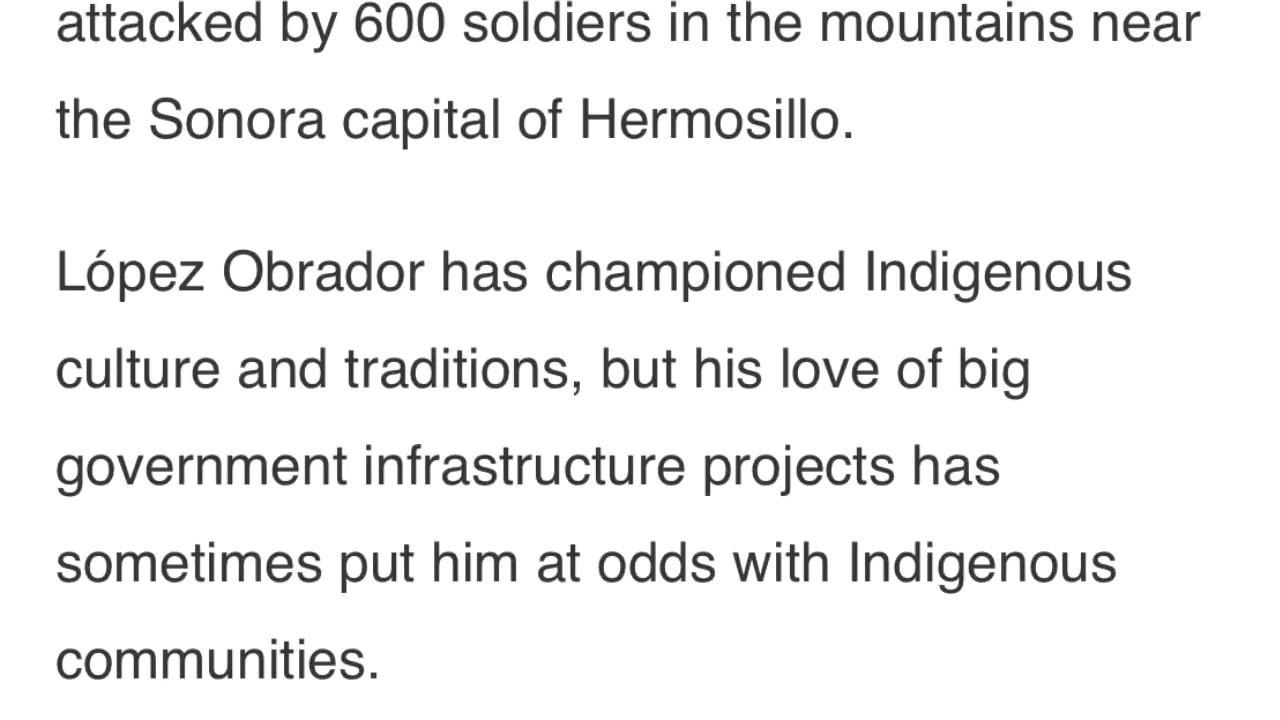 attacked by 600 soldiers in the mountains near
the Sonora capital of Hermosillo.
López Obrador has championed Indigenous
culture and traditions, but his love of big
government infrastructure projects has
sometimes put him at odds with Indigenous
communities.